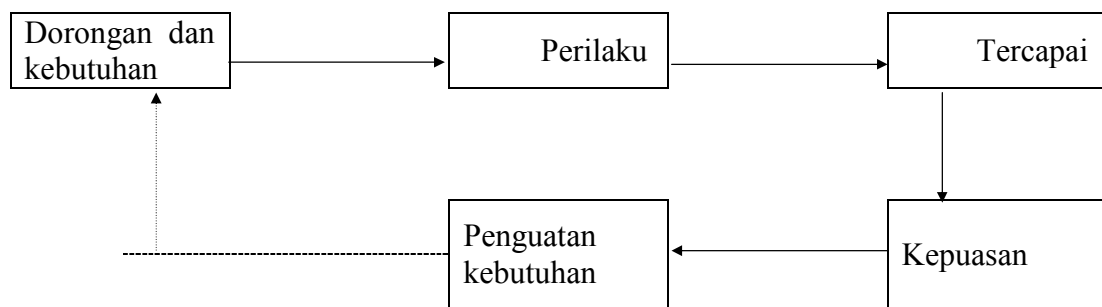 Dorongan dan
kebutuhan
Perilaku
Tercapai
Penguatan
kebutuhan
Kepuasan